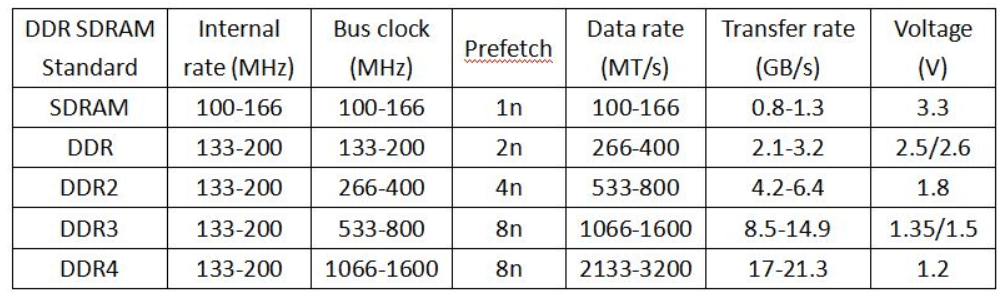 DDR SDRAM Standard Internal rate (MHz) Bus clock (MHz) Prefetch Data rate (MT/s) Transfer rate (GB/s) Voltage (V)
SDRAM 100-166 100-166 1n 100-166 0.8-1.3 3.3
DDR 133-200 133-200 2n 266-400 2.1-3.2 2.5/2.6
DDR2 133-200 266-400 4n 533-800 4.2-6.4 1.8
DDR3 133-200 533-800 8n 1066-1600 8.5-14.9 1.35/1.5
DDR4 133-200 1066-1600 8n 2133-3200 17-21.3 1.2